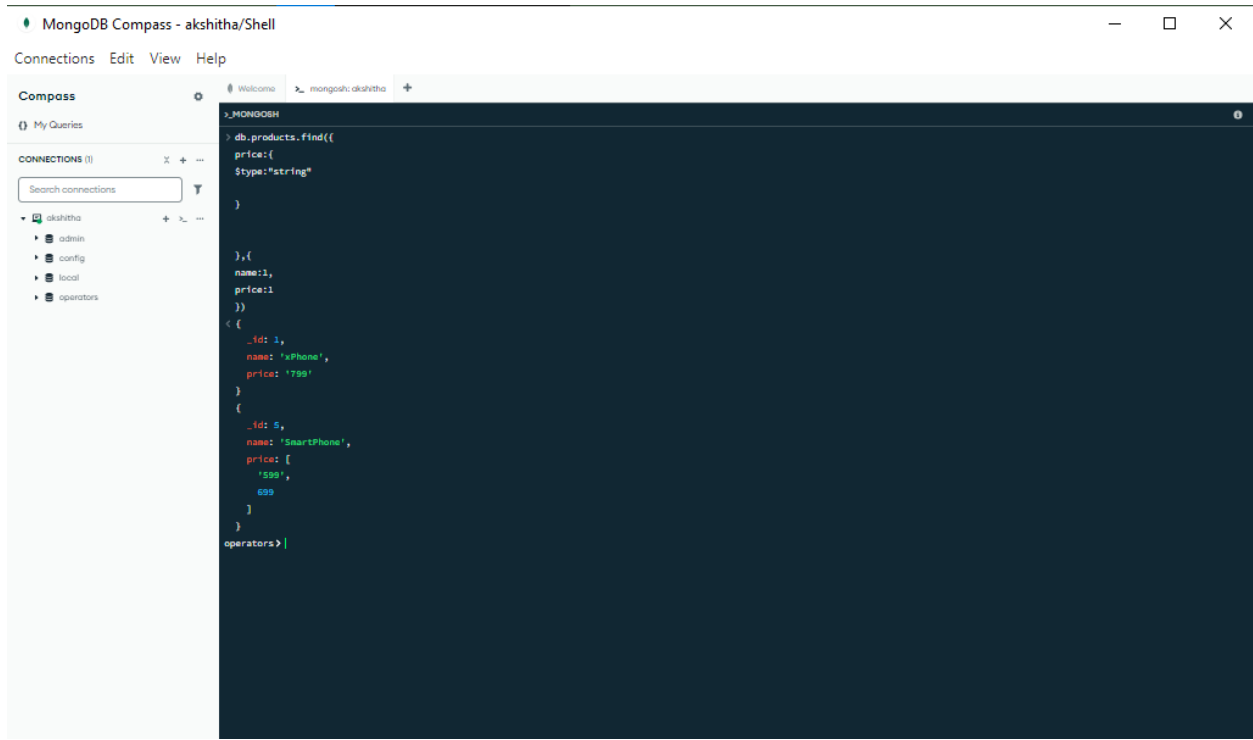 MongoDB Compass - akshitha/Shell
Connections Edit View Help
Compass
{} My Queries
CONNECTIONS (1)
Search connections
akshitha
admin
config
local
operators
Welcome >_ mongosh: akshitha +
>_MONGOSH
> db.products.find({
price:{
$type:"string"
}
},{
name:1,
price:1
})
< {
_id: 1,
name: 'xPhone',
price: '799'
}
{
_id: 5,
name: 'SmartPhone',
price: [
'599',
699
]
}
operators>